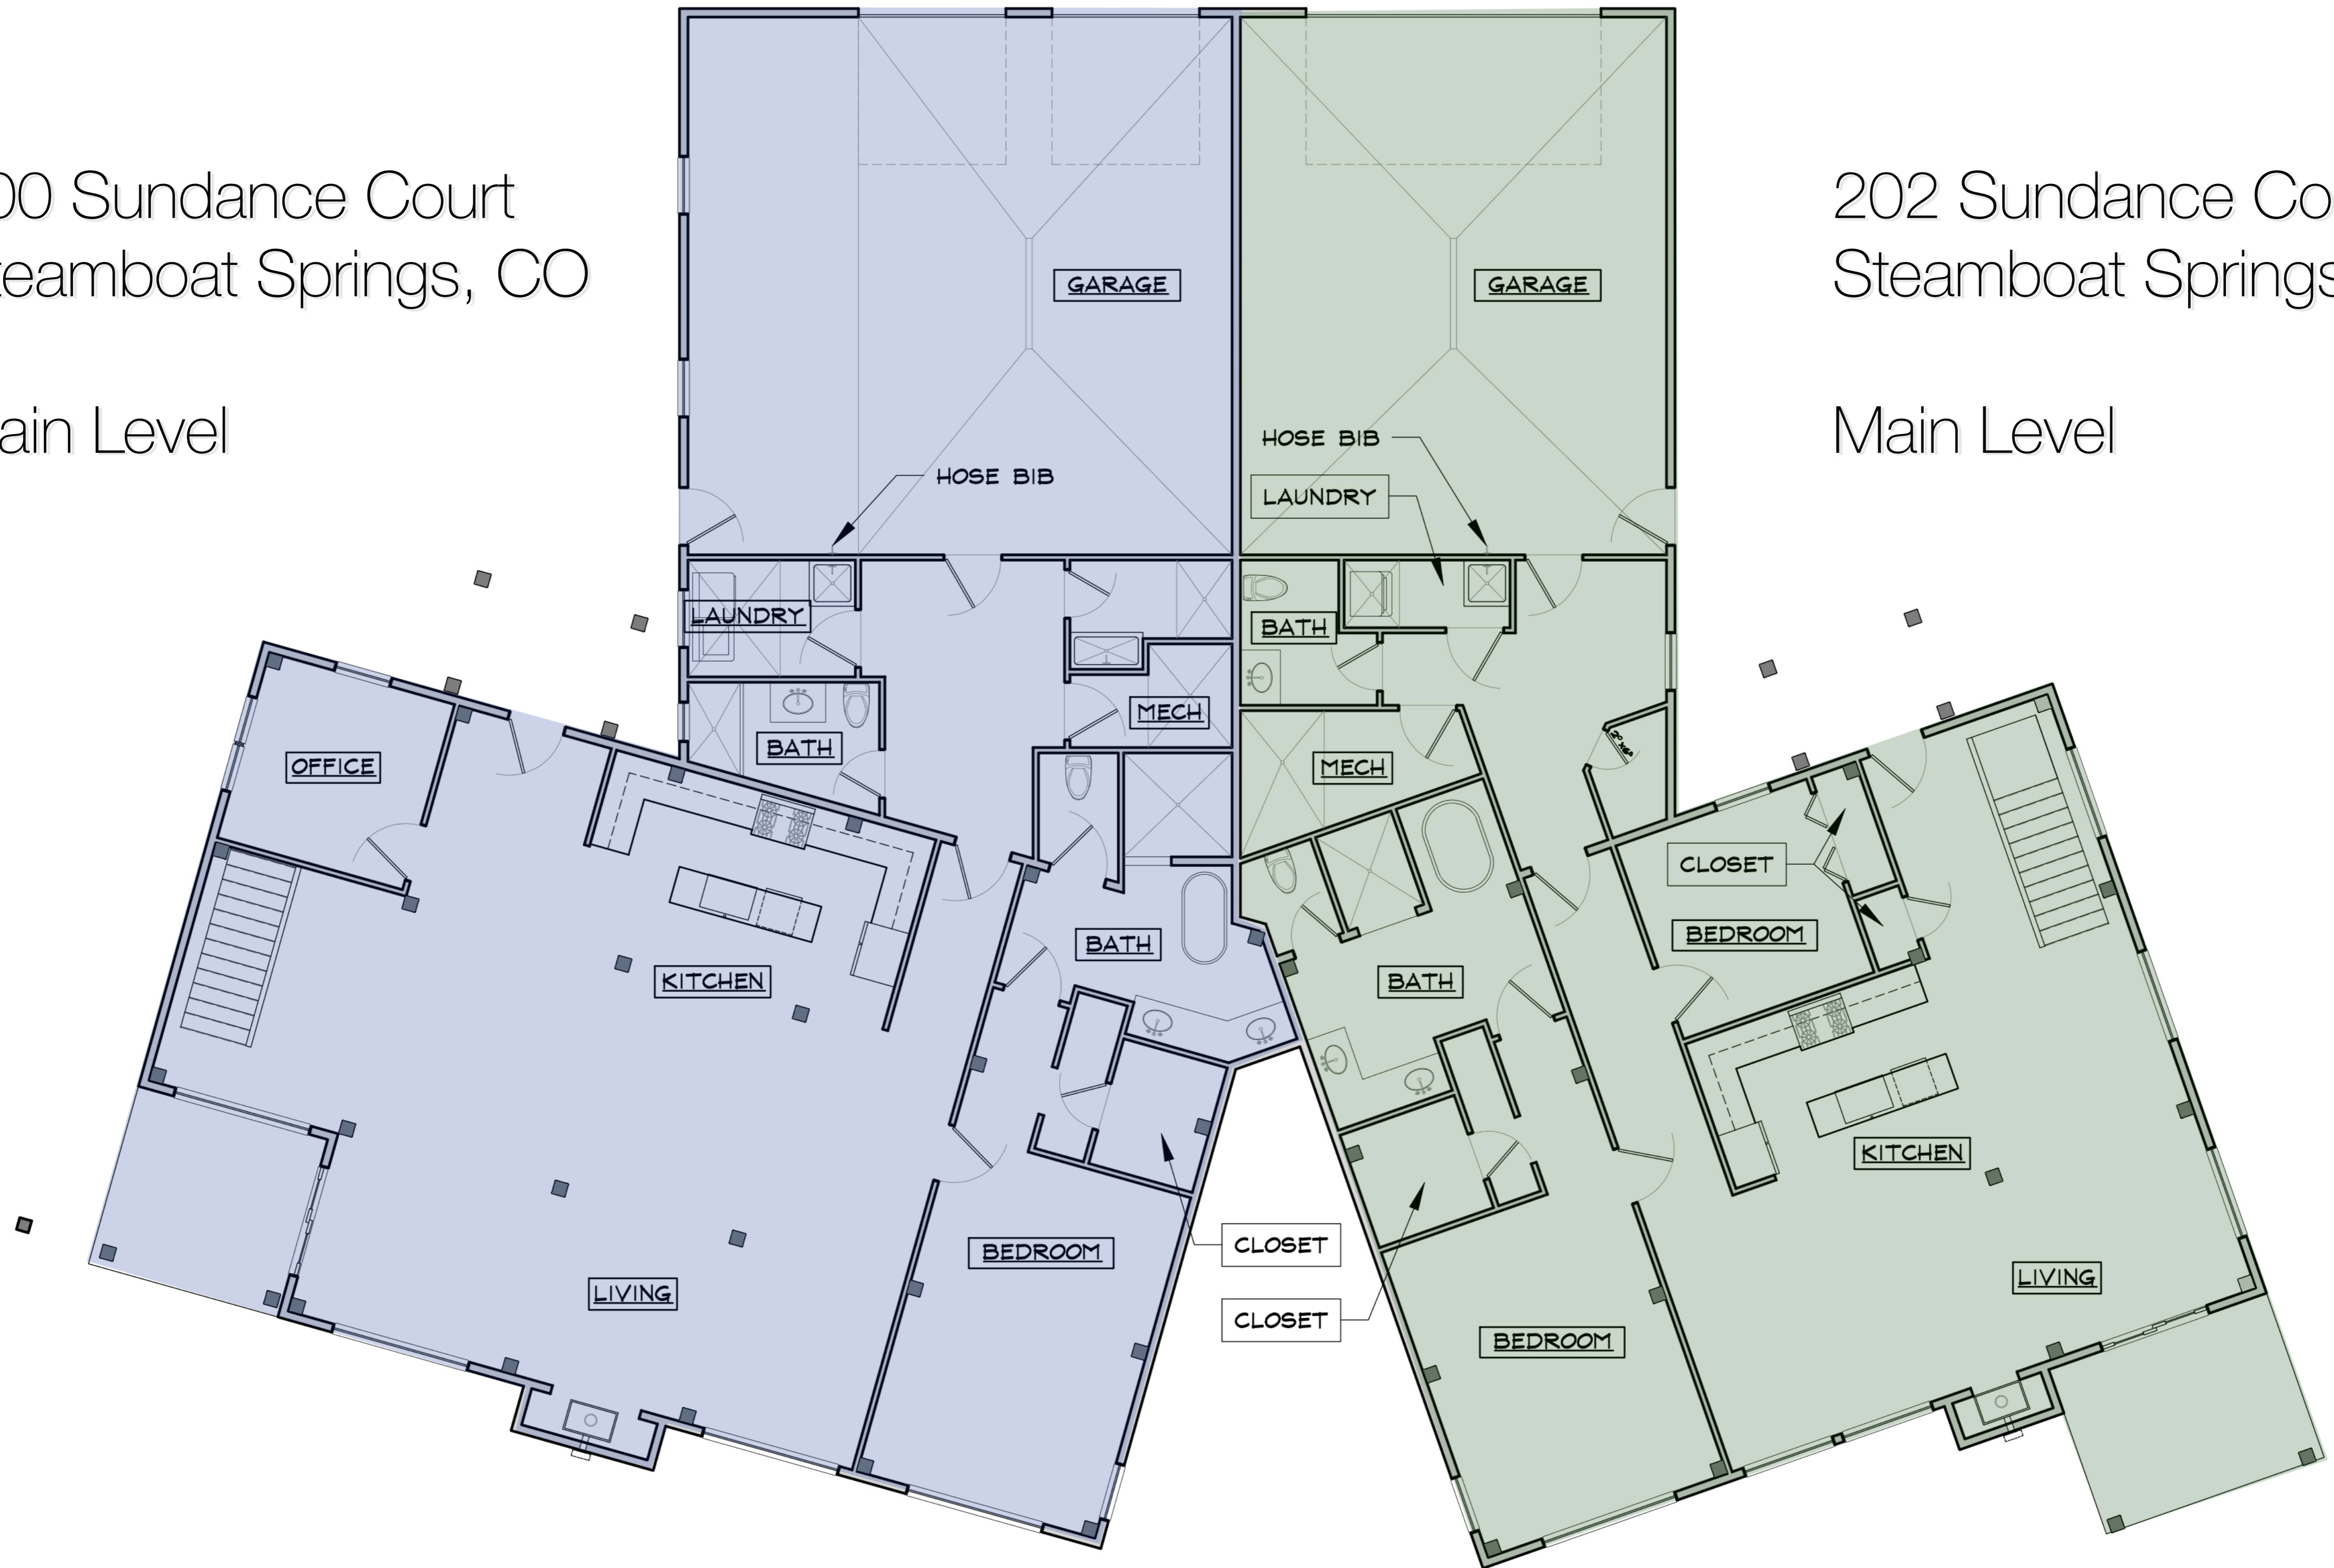 00 Sundance Court
teamboat Springs, CO
ain Level
202 Sundance Co
Steamboat Springs
Main Level
GARAGE
GARAGE
HOSE BIB
HOSE BIB
LAUNDRY
LAUNDRY
BATH
MECH
BATH
MECH
OFFICE
CLOSET
BEDROOM
BATH
KITCHEN
BATH
KITCHEN
CLOSET
BEDROOM
LIVING
LIVING
CLOSET
BEDROOM